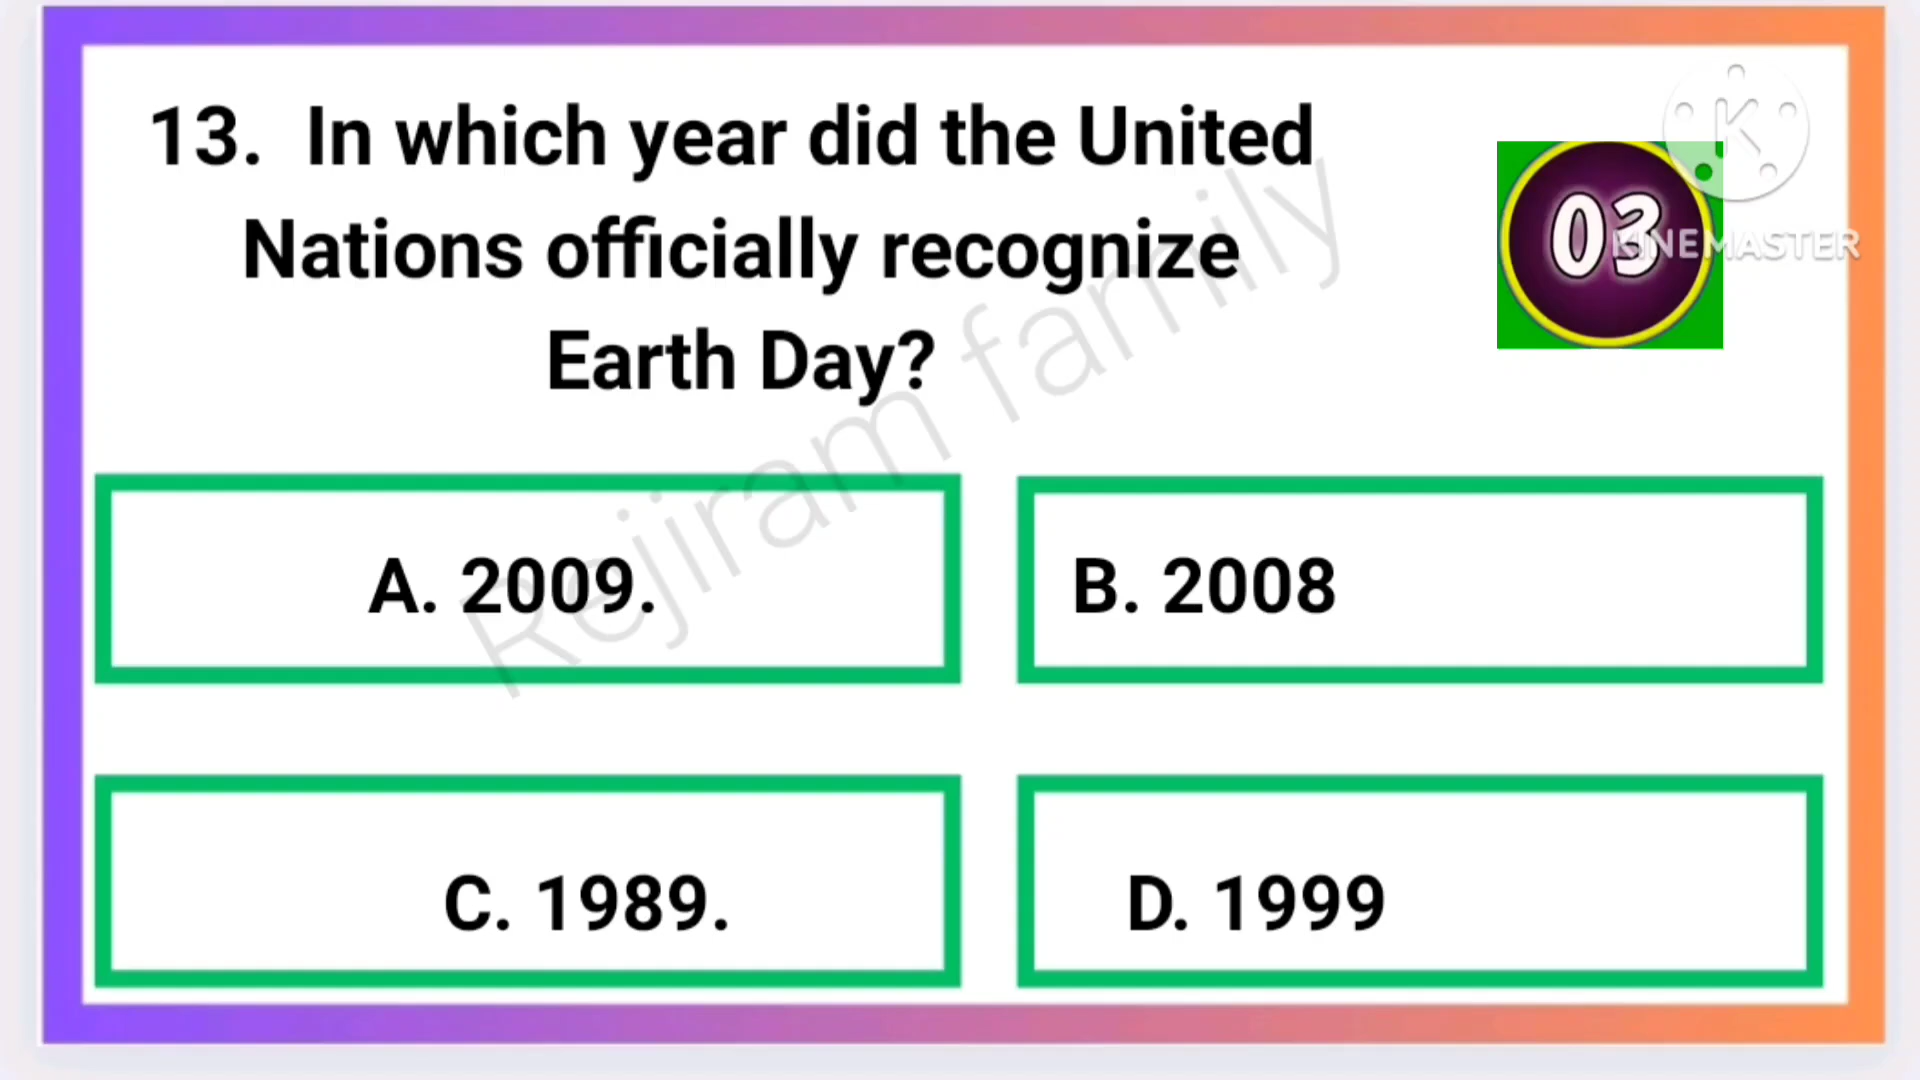 13. In which year did the United
Nations officially recognize
Earth Day?
03
KINEMASTER
Rejiram family
A. 2009.
B. 2008
C. 1989.
D. 1999